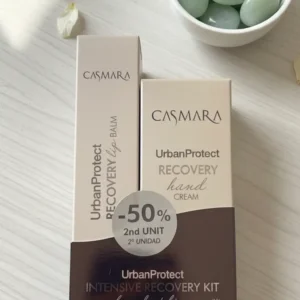 CASMARA
UrbanProtect
RECOVERY lip-BALM
CASMARA
UrbanProtect
RECOVERY
hand
CREAM
-50%
2nd UNIT
2ª UNIDAD
UrbanProtect
INTENSIVE RECOVERY KIT